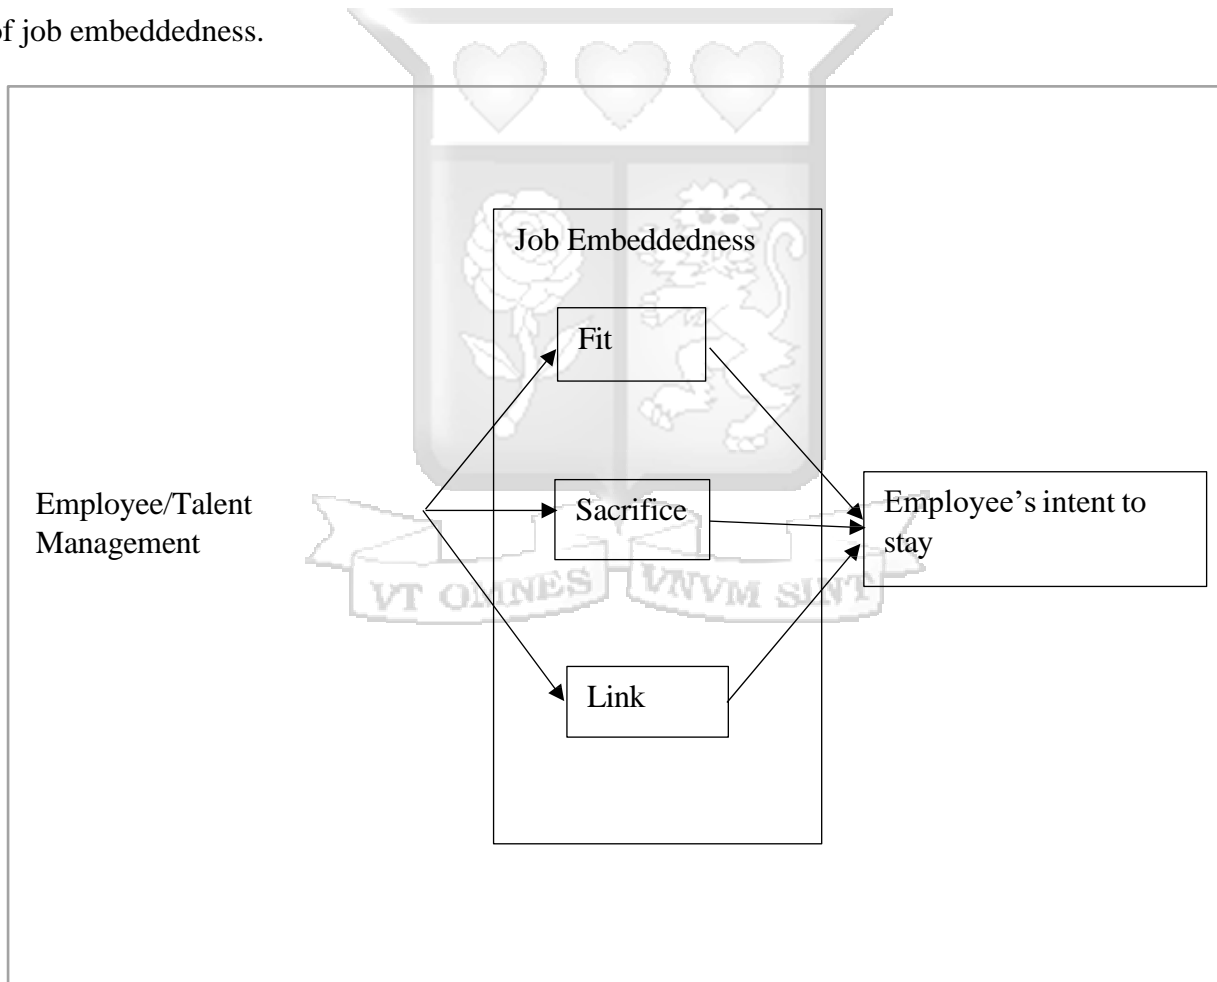 of job embeddedness.
Job Embeddedness
Fit
Employee/Talent
Management
Sacrifice
Employee's intent to
stay
VT OMNES VNVM SINT
Link